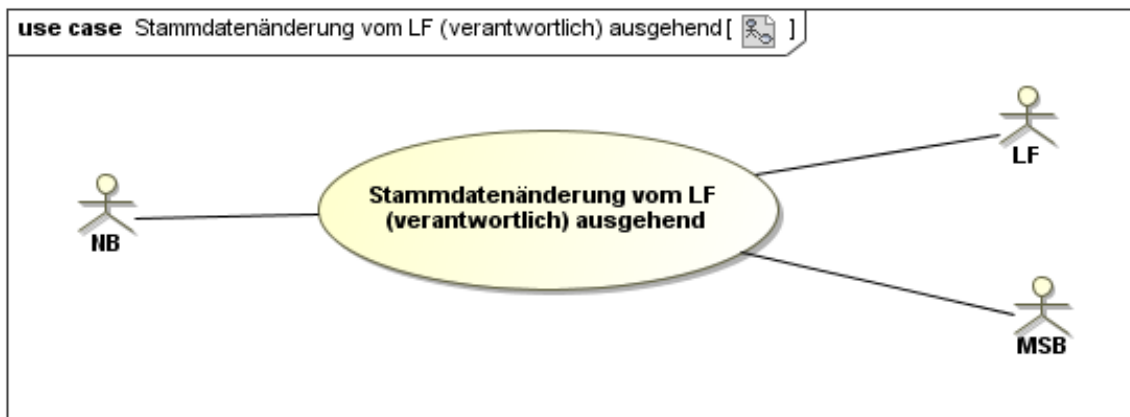 use case Stammdatenänderung vom LF (verantwortlich) ausgehend [ ]
LF
Stammdatenänderung vom LF
(verantwortlich) ausgehend
NB
MSB